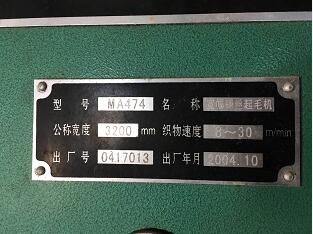 型 号 MA474 名 称 起毛机
公称宽度 3200 mm 织物速度 8～30 m/min
出 厂 号 0417013 出厂年月 2004.10